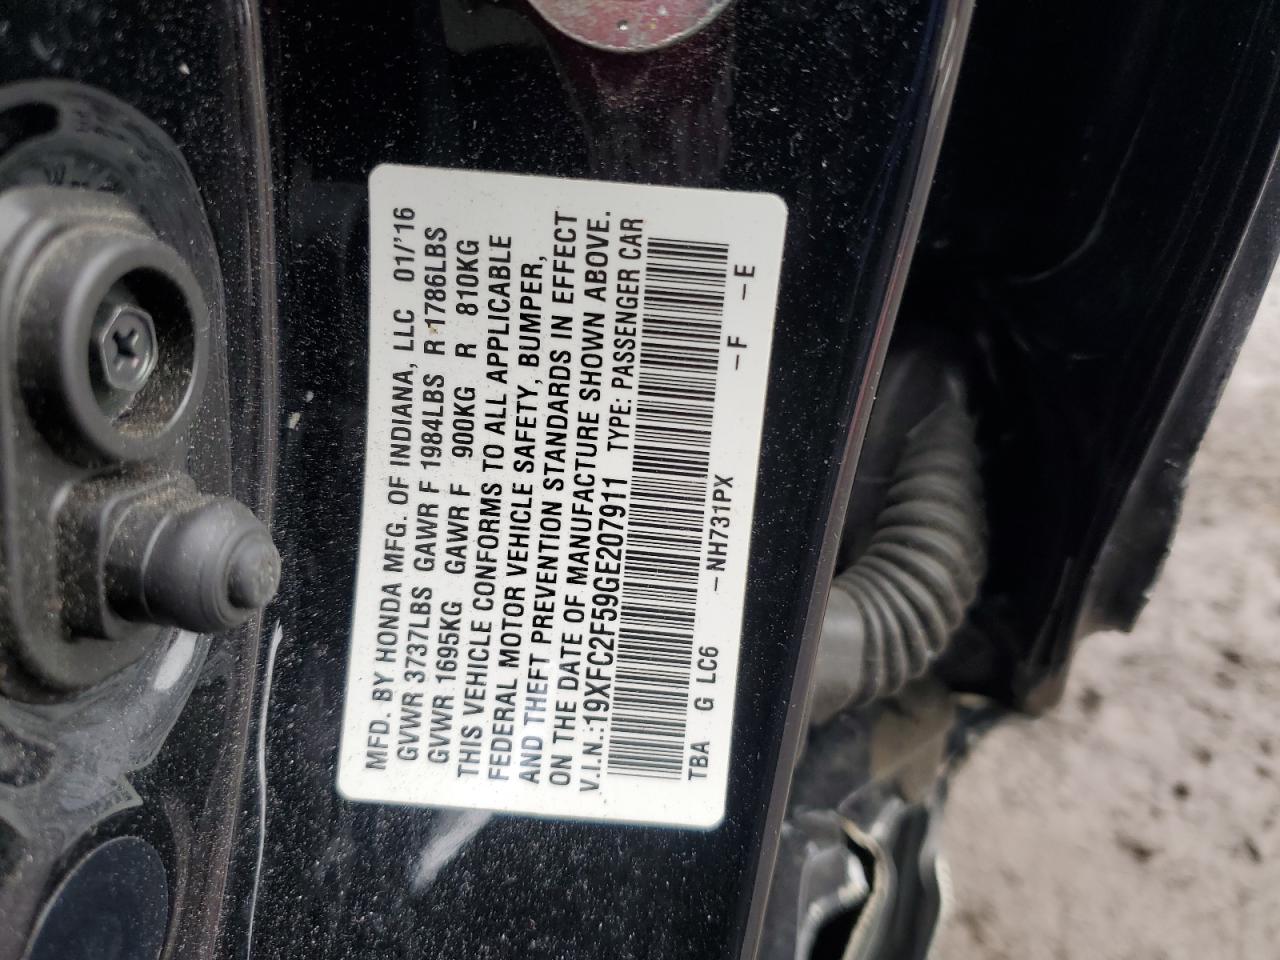 MFD. BY HONDA MFG. OF INDIANA, LLC 01/'16
GVWR 3737LBS GAWR F 1984LBS R 1786LBS
GVWR 1695KG GAWR F 900KG R 810KG
THIS VEHICLE CONFORMS TO ALL APPLICABLE
FEDERAL MOTOR VEHICLE SAFETY, BUMPER,
AND THEFT PREVENTION STANDARDS IN EFFECT
ON THE DATE OF MANUFACTURE SHOWN ABOVE.
V.I.N.:19XFC2F59GE207911 TYPE: PASSENGER CAR
TBA G LC6 -NH731PX -F -E